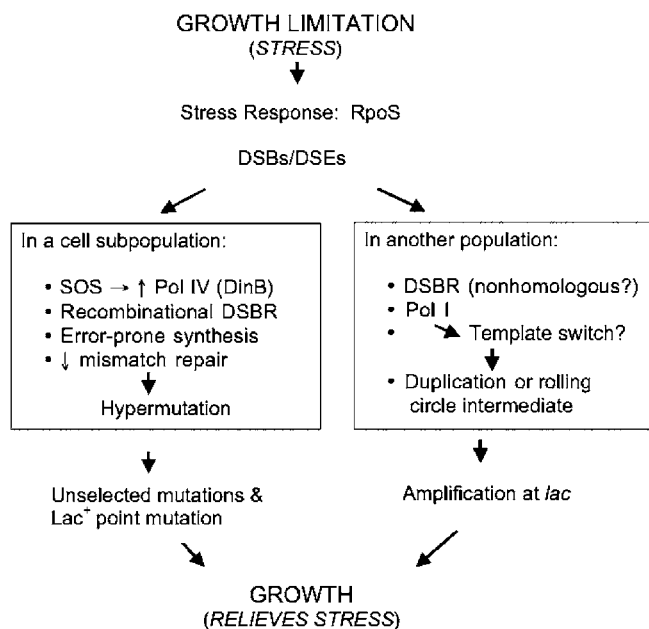 GROWTH LIMITATION
(STRESS)
Stress Response: RpoS
DSBs/DSEs
In a cell subpopulation:
• SOS → ↑ Pol IV (DinB)
• Recombinational DSBR
• Error-prone synthesis
• ↓ mismatch repair
Hypermutation
Unselected mutations &
Lac⁺ point mutation
In another population:
• DSBR (nonhomologous?)
• Pol I
• Template switch?
• Duplication or rolling
circle intermediate
Amplification at lac
GROWTH
(RELIEVES STRESS)